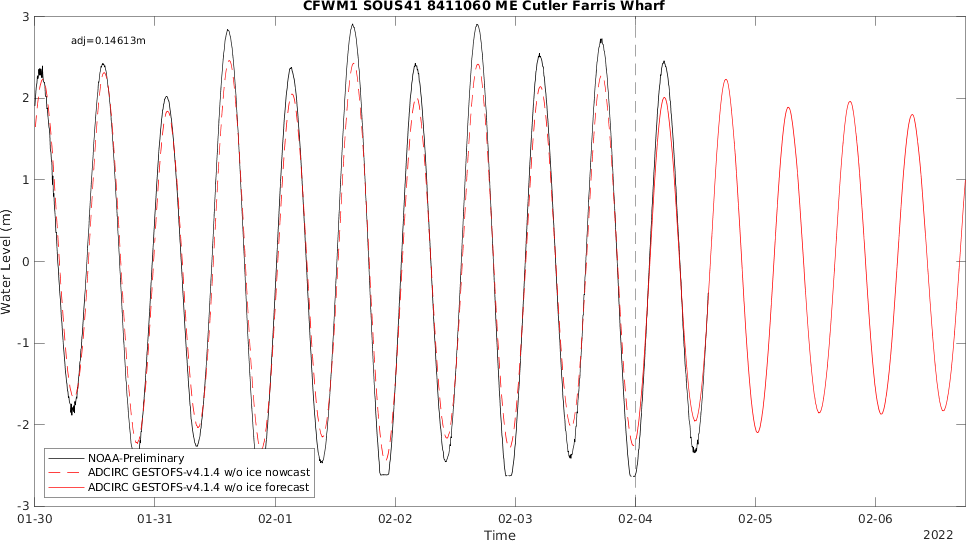 CFWM1 SOUS41 8411060 ME Cutler Farris Wharf
adj=0.14613m
3
2
1
0
-1
-2
-3
Water Level (m)
NOAA-Preliminary
ADCIRC GESTOFS-v4.1.4 w/o ice nowcast
ADCIRC GESTOFS-v4.1.4 w/o ice forecast
01-30 01-31 02-01 02-02 02-03 02-04 02-05 02-06
Time
2022